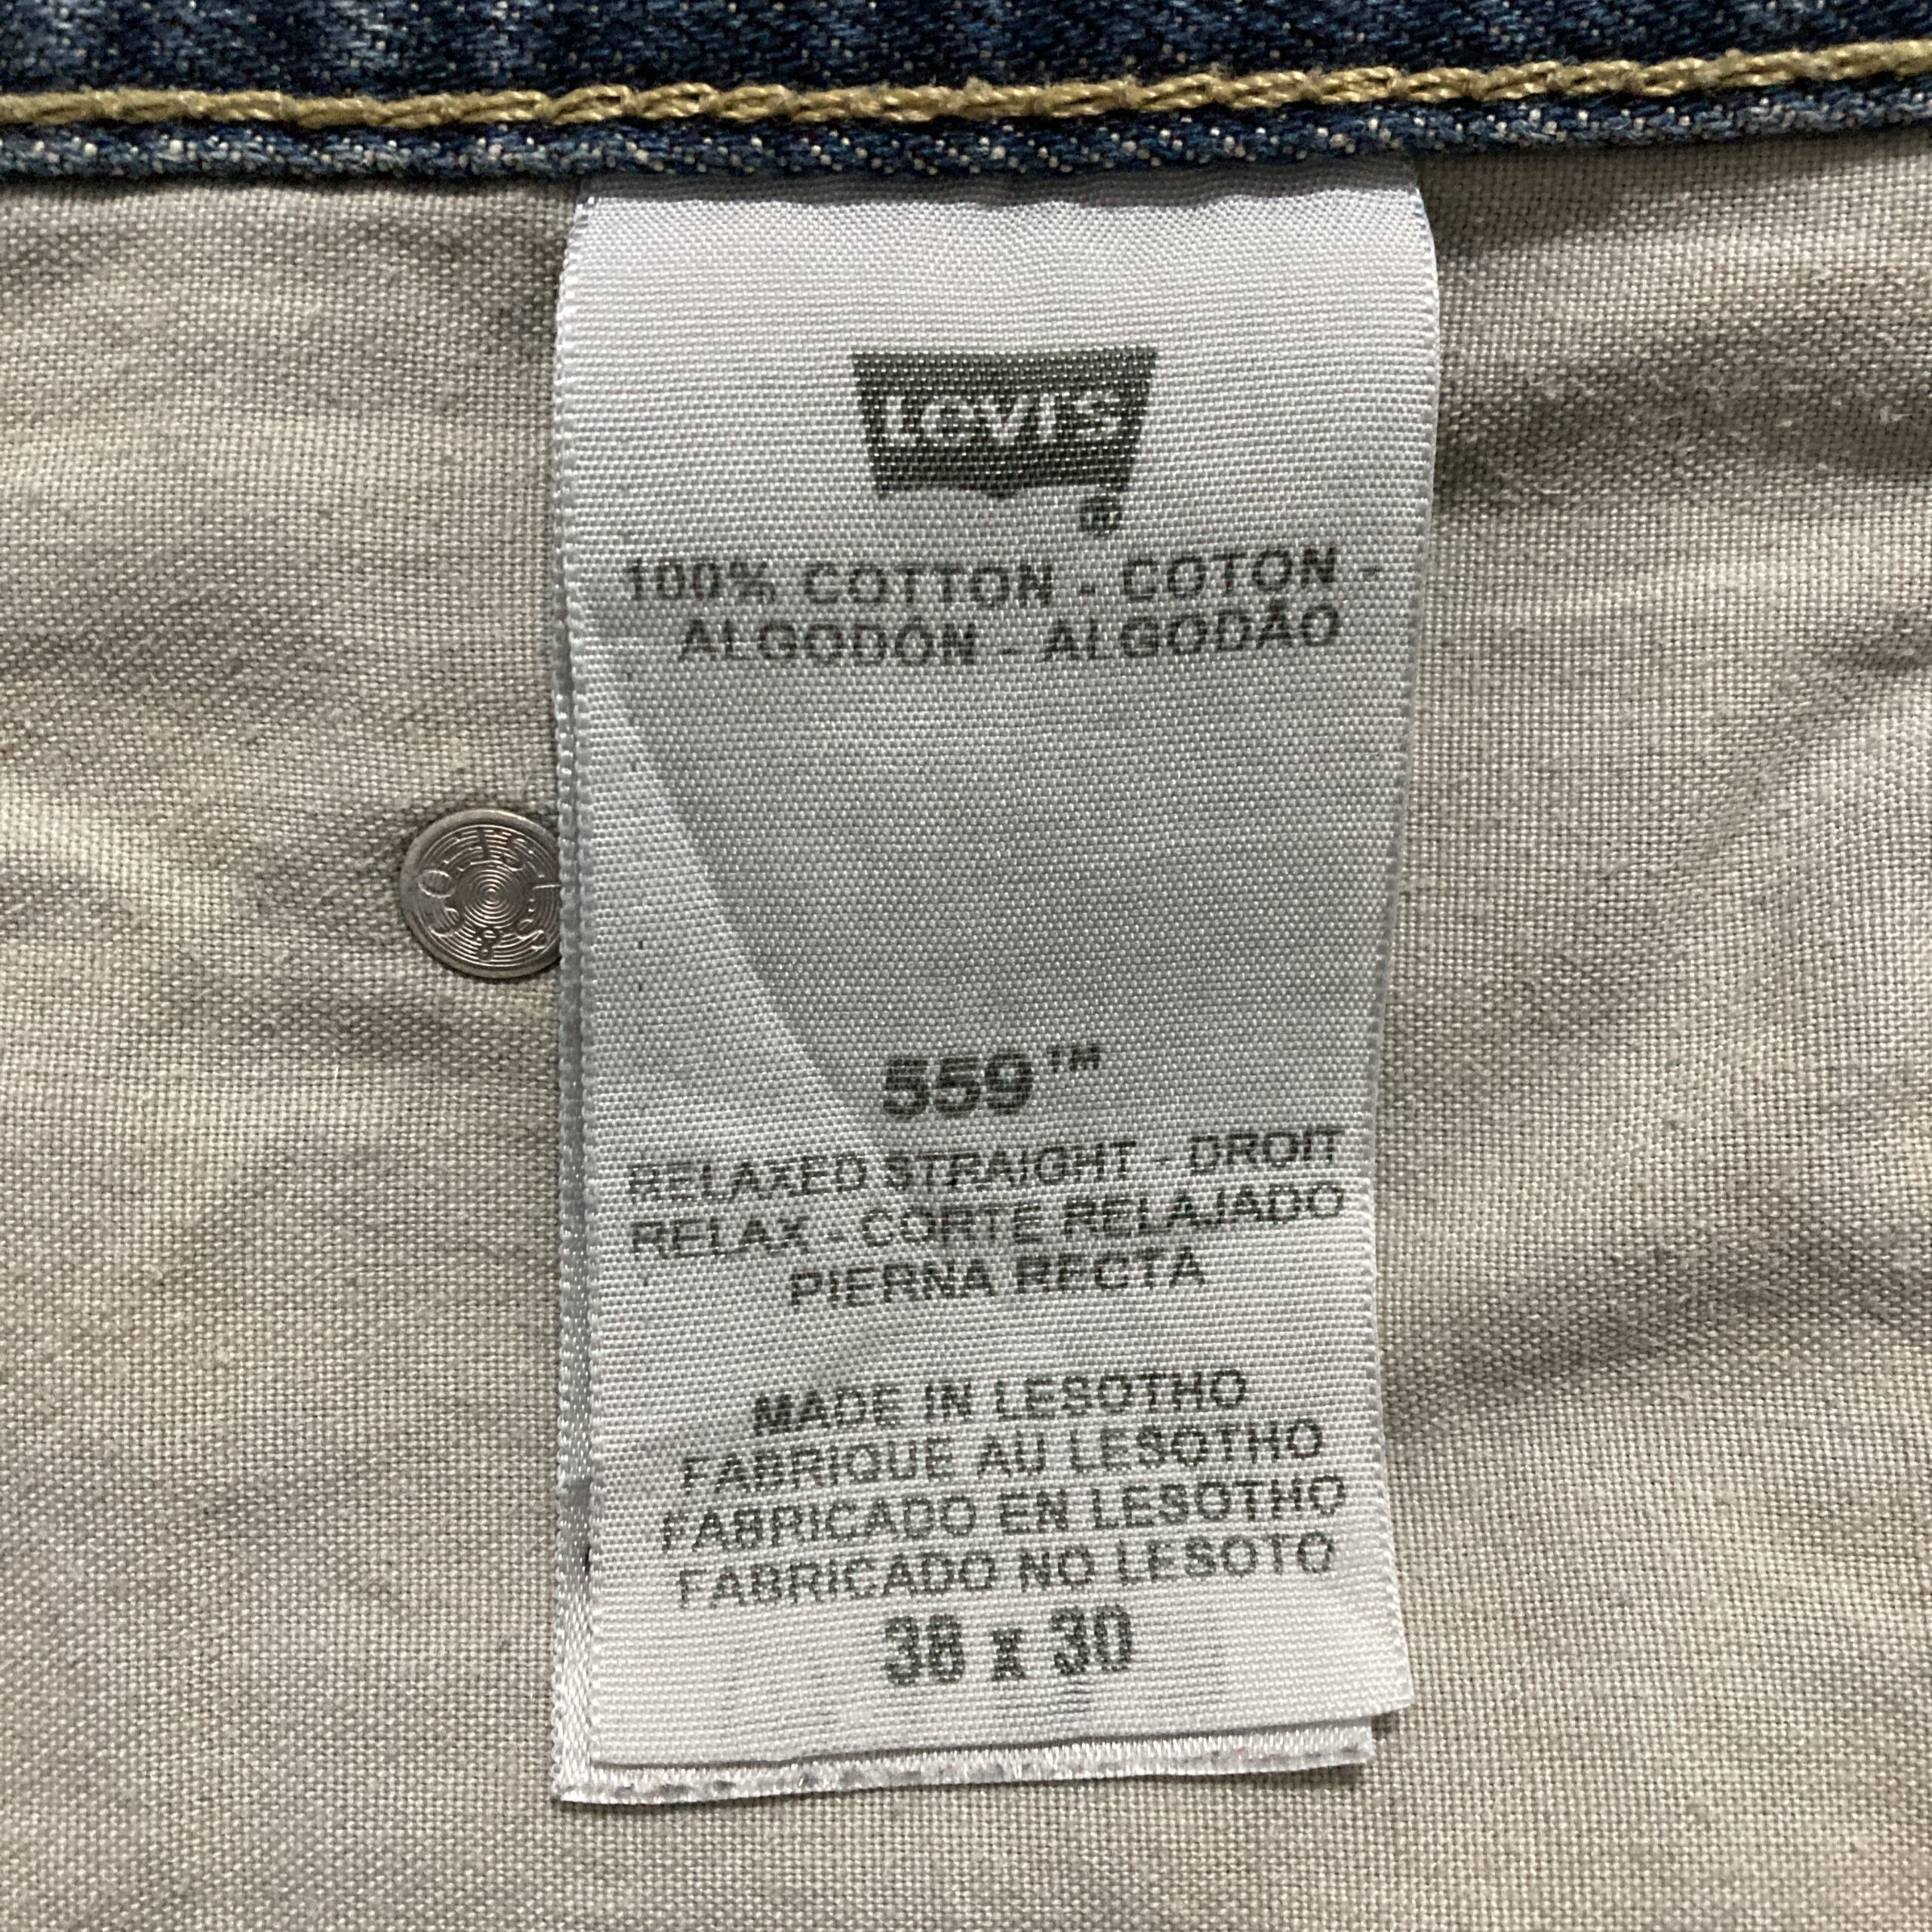 LEVI'S
®
100% COTTON - COTON -
ALGODÓN - ALGODÃO
559™
RELAXED STRAIGHT - DROIT
RELAX - CORTE RELAJADO
PIERNA RECTA
MADE IN LESOTHO
FABRIQUE AU LESOTHO
FABRICADO EN LESOTHO
FABRICADO NO LESOTO
x 30